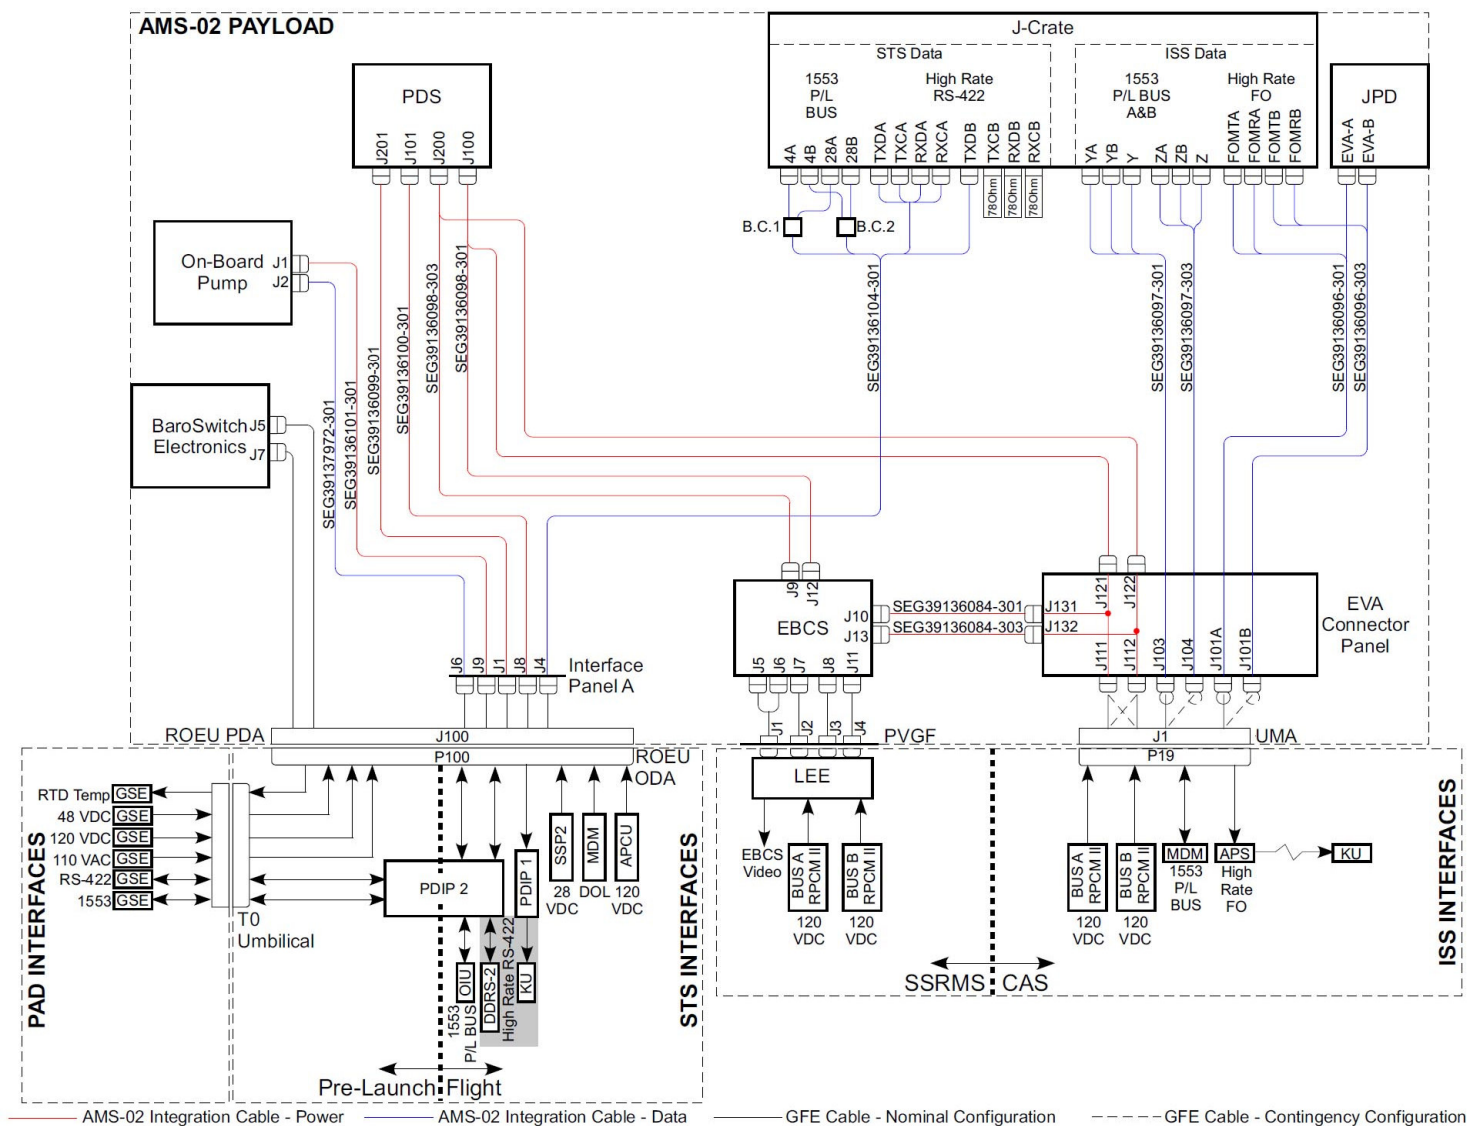 AMS-02 PAYLOAD
J-Crate
STS Data
ISS Data
1553
P/L
BUS
High Rate
RS-422
1553
P/L BUS
A&B
High Rate
FO
4A
4B
28A
28B
TXDA
TXCA
RXDA
RXCA
TXDB
TXCB
RXDB
RXCB
YA
YB
Y
ZA
ZB
Z
FOMTA
FOMRA
FOMTB
FOMRB
78Ohm
78Ohm
78Ohm
B.C.1
B.C.2
JPD
EVA-A
EVA-B
PDS
J201
J101
J200
J100
On-Board
Pump
J1
J2
BaroSwitch
Electronics
J5
J7
SEG39137972-301
SEG39136101-301
SEG39136099-301
SEG39136100-301
SEG39136098-303
SEG39136098-301
SEG39136104-301
SEG39136097-301
SEG39136097-303
SEG39136096-301
SEG39136096-303
J9
J12
EBCS
J10
J13
J5
J6
J7
J8
J11
SEG39136084-301
SEG39136084-303
J131
J132
J121
J122
J111
J112
J103
J104
J101A
J101B
EVA
Connector
Panel
J6
J9
J1
J8
J4
Interface
Panel A
ROEU PDA
J100
P100
ROEU
ODA
J1
J2
J3
J4
PVGF
LEE
J1
UMA
P19
PAD INTERFACES
RTD Temp GSE
48 VDC GSE
120 VDC GSE
110 VAC GSE
RS-422 GSE
1553 GSE
T0
Umbilical
PDIP 2
PDIP 1
SSP2
28
VDC
MDM
DOL
APCU
120
VDC
OIU
1553
P/L BUS
DDRS-2
High Rate RS-422
KU
STS INTERFACES
Pre-Launch
Flight
EBCS
Video
BUS A
RPCM II
120
VDC
BUS B
RPCM II
120
VDC
SSRMS
CAS
BUS A
RPCM II
120
VDC
BUS B
RPCM II
120
VDC
MDM
1553
P/L
BUS
APS
High
Rate
FO
KU
ISS INTERFACES
AMS-02 Integration Cable - Power
AMS-02 Integration Cable - Data
GFE Cable - Nominal Configuration
GFE Cable - Contingency Configuration